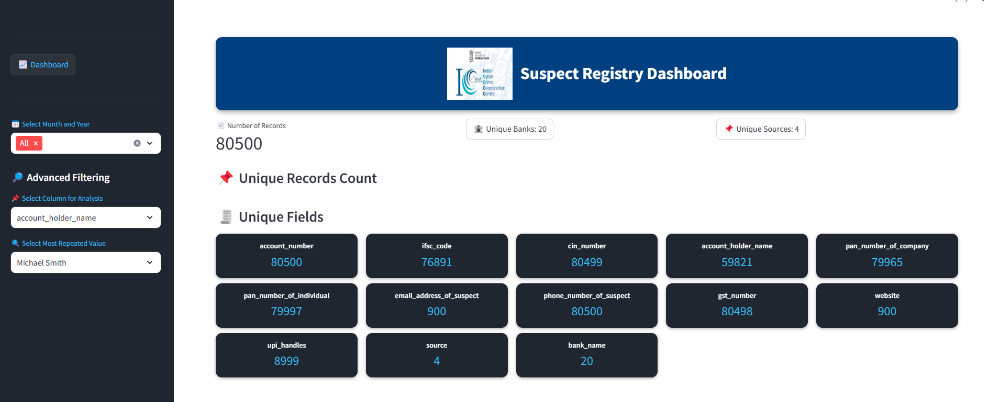 Dashboard
Select Month and Year
All
Advanced Filtering
Select Column for Analysis
account_holder_name
Select Most Repeated Value
Michael Smith
HOME AFFAIRS
Indian
Cyber
Crime
Coordination
Centre
Suspect Registry Dashboard
Number of Records
80500
Unique Banks: 20
Unique Sources: 4
Unique Records Count
Unique Fields
account_number
80500
ifsc_code
76891
cin_number
80499
account_holder_name
59821
pan_number_of_company
79965
pan_number_of_individual
79997
email_address_of_suspect
900
phone_number_of_suspect
80500
gst_number
80498
website
900
upi_handles
8999
source
4
bank_name
20